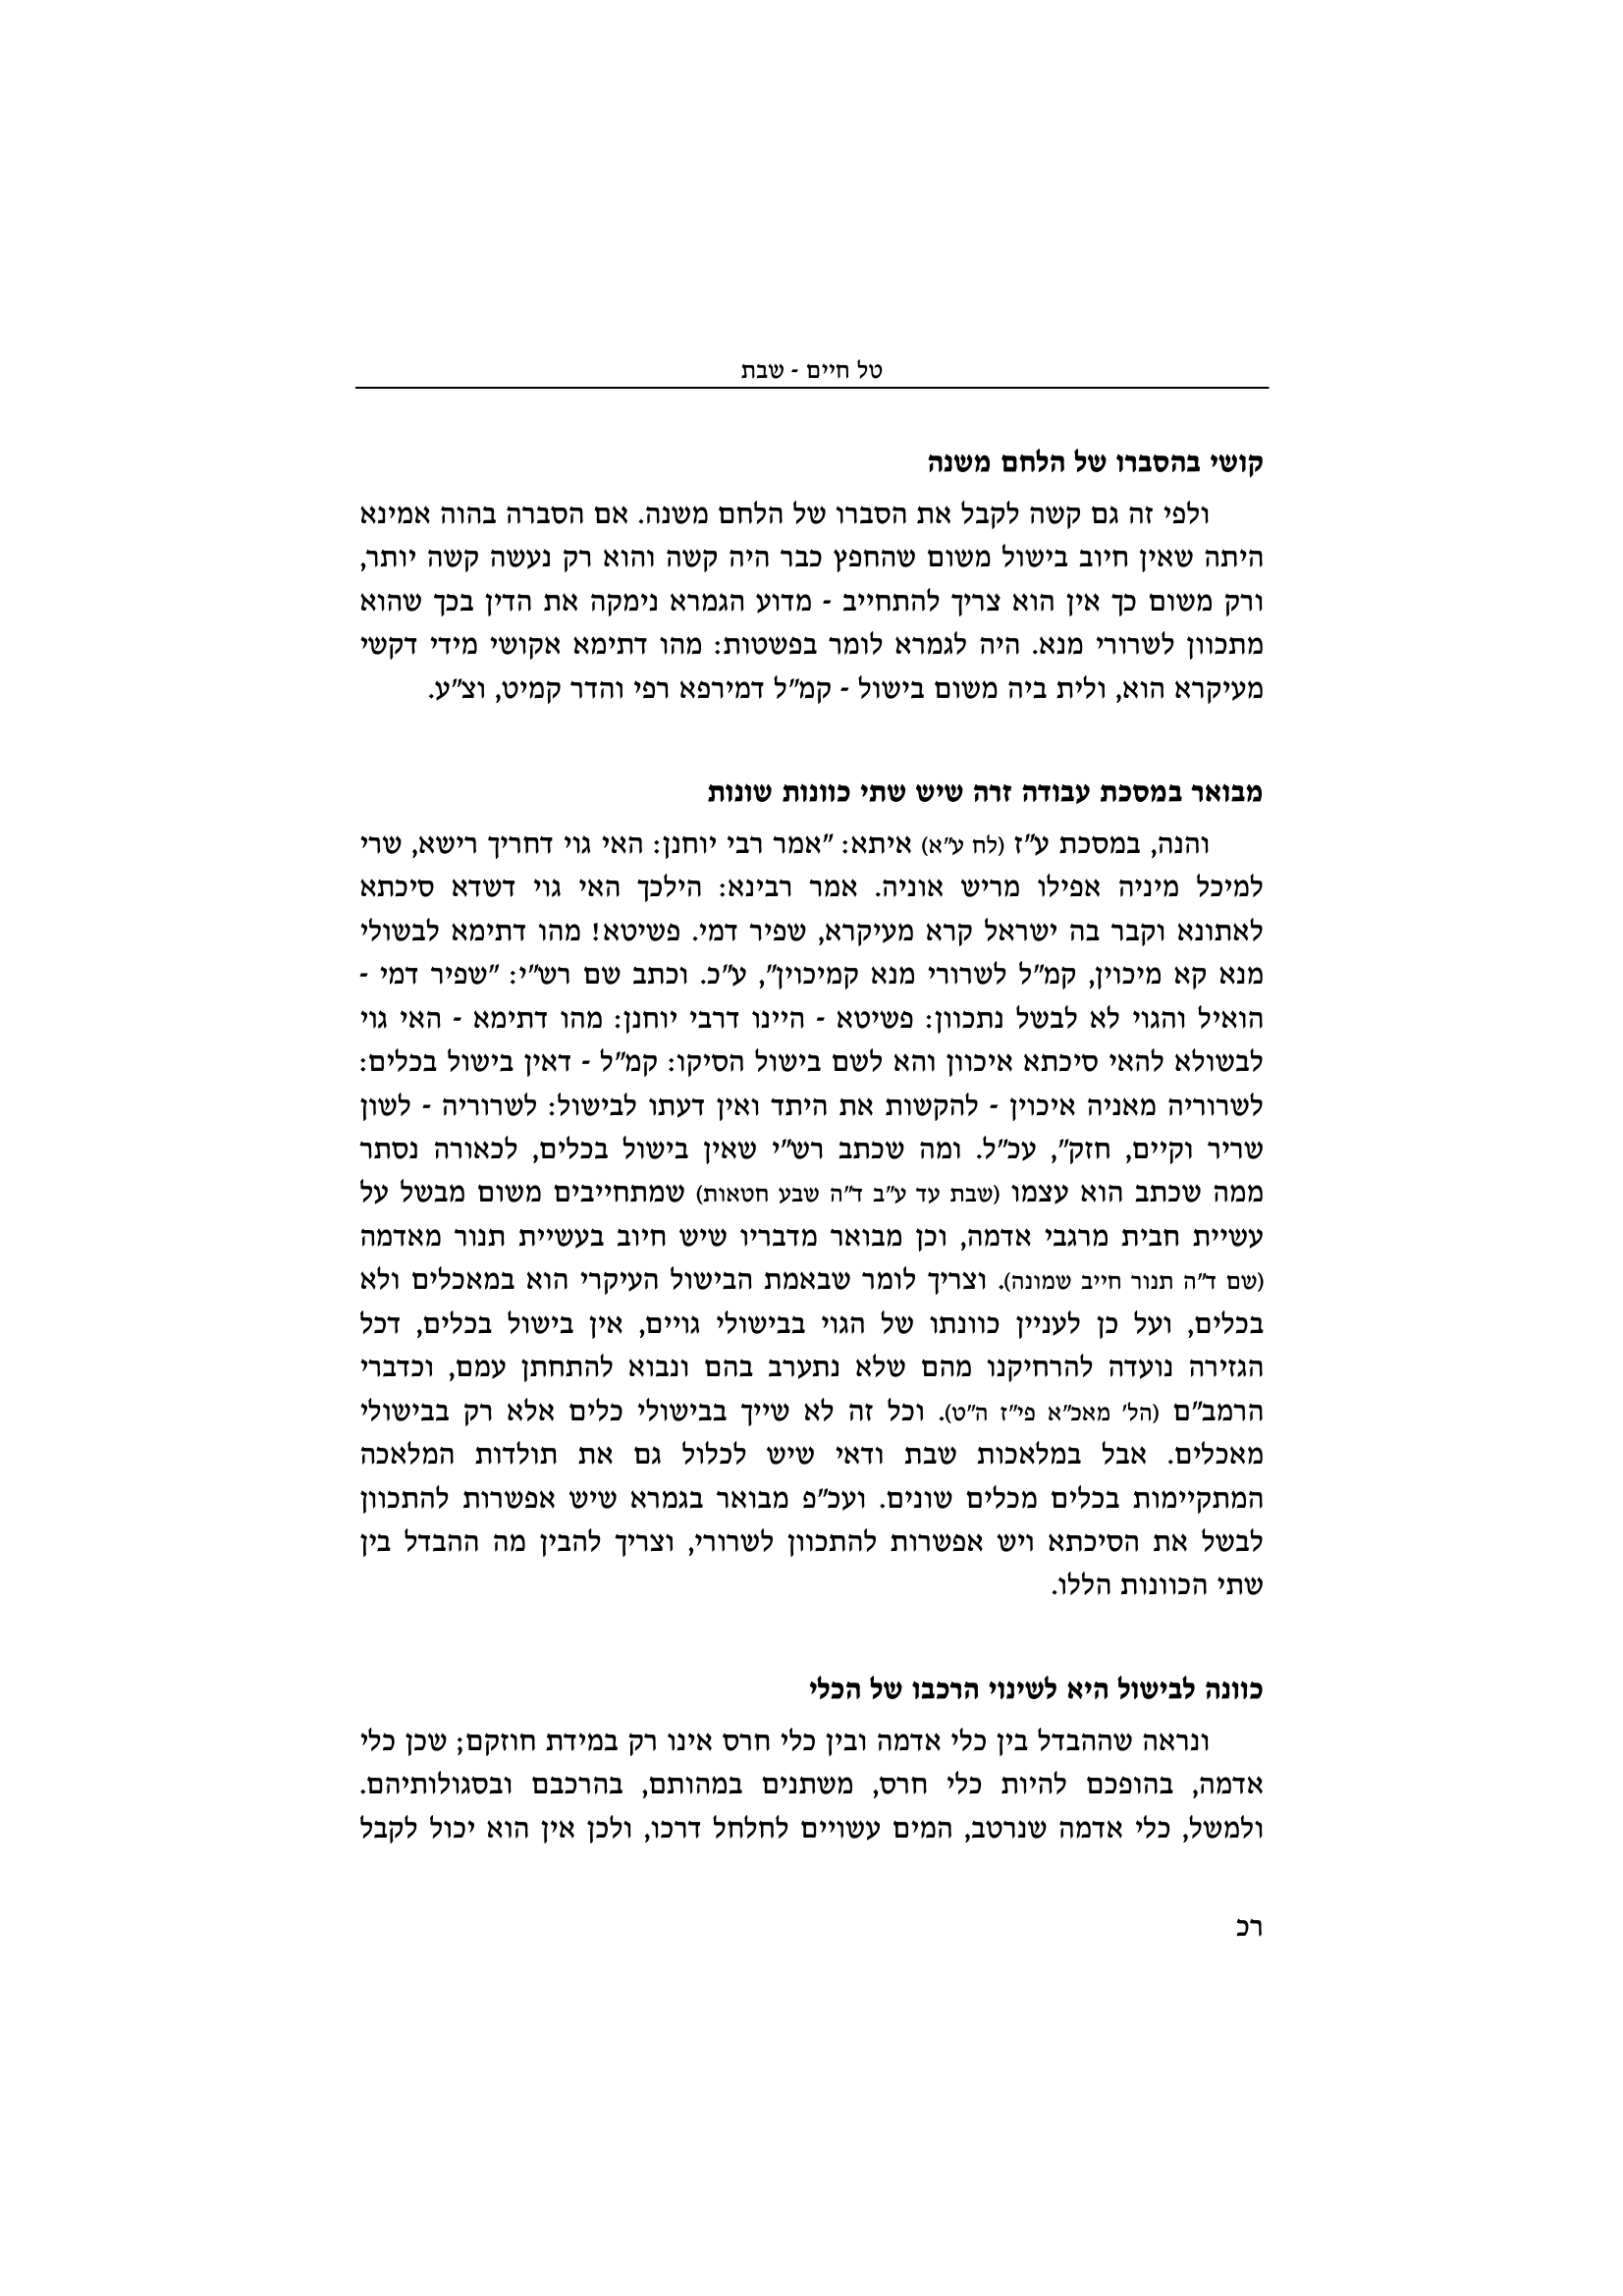 טל חיים - שבת
קושי בהסברו של הלחם משנה
ולפי זה גם קשה לקבל את הסברו של הלחם משנה. אם הסברה בהוה אמינא
היתה שאין חיוב בישול משום שהחפץ כבר היה קשה והוא רק נעשה קשה יותר,
ורק משום כך אין הוא צריך להתחייב - מדוע הגמרא נימקה את הדין בכך שהוא
מתכוון לשרורי מנא. היה לגמרא לומר בפשטות: מהו דתימא אקושי מידי דקשי
מעיקרא הוא, ולית ביה משום בישול - קמ"ל דמירפא רפי והדר קמיט, וצ"ע.
מבואר במסכת עבודה זרה שיש שתי כוונות שונות
והנה, במסכת ע"ז (לח ע"א) איתא: "אמר רבי יוחנן: האי גוי דחריך רישא, שרי
למיכל מיניה אפילו מריש אוניה. אמר רבינא: הילכך האי גוי דשדא סיכתא
לאתונא וקבר בה ישראל קרא מעיקרא, שפיר דמי. פשיטא! מהו דתימא לבשולי
מנא קא מיכוין, קמ"ל לשרורי מנא קמיכוין", ע"כ. וכתב שם רש"י: "שפיר דמי -
הואיל והגוי לא לבשל נתכוון: פשיטא - היינו דרבי יוחנן: מהו דתימא - האי גוי
לבשולא להאי סיכתא איכוון והא לשם בישול הסיקו: קמ"ל - דאין בישול בכלים:
לשרוריה מאניה איכוין - להקשות את היתד ואין דעתו לבישול: לשרוריה - לשון
שריר וקיים, חזק", עכ"ל. ומה שכתב רש"י שאין בישול בכלים, לכאורה נסתר
ממה שכתב הוא עצמו (שבת עד ע"ב ד"ה שבע חטאות) שמתחייבים משום מבשל על
עשיית חבית מרגבי אדמה, וכן מבואר מדבריו שיש חיוב בעשיית תנור מאדמה
(שם ד"ה תנור חייב שמונה). וצריך לומר שבאמת הבישול העיקרי הוא במאכלים ולא
בכלים, ועל כן לעניין כוונתו של הגוי בבישולי גויים, אין בישול בכלים, דכל
הגזירה נועדה להרחיקנו מהם שלא נתערב בהם ונבוא להתחתן עמם, וכדברי
הרמב"ם (הל' מאכ"א פי"ז ה"ט). וכל זה לא שייך בבישולי כלים אלא רק בבישולי
מאכלים. אבל במלאכות שבת ודאי שיש לכלול גם את תולדות המלאכה
המתקיימות בכלים מכלים שונים. ועכ"פ מבואר בגמרא שיש אפשרות להתכוון
לבשל את הסיכתא ויש אפשרות להתכוון לשרורי, וצריך להבין מה ההבדל בין
שתי הכוונות הללו.
כוונה לבישול היא לשינוי הרכבו של הכלי
ונראה שההבדל בין כלי אדמה ובין כלי חרס אינו רק במידת חוזקם; שכן כלי
אדמה, בהופכם להיות כלי חרס, משתנים במהותם, בהרכבם ובסגולותיהם.
ולמשל, כלי אדמה שנרטב, המים עשויים לחלחל דרכו, ולכן אין הוא יכול לקבל
רכ